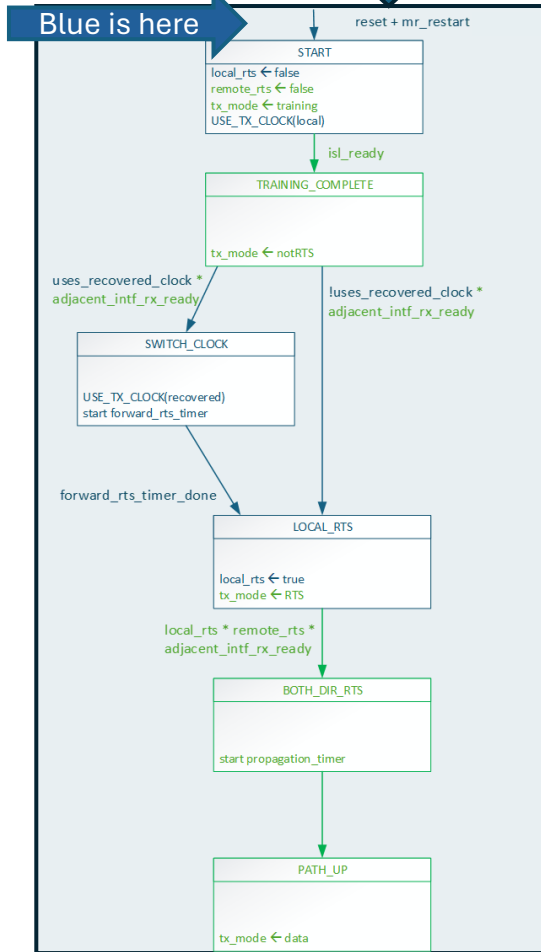 Blue is here
reset + mr_restart
START
local_rts ← false
remote_rts ← false
tx_mode ← training
USE_TX_CLOCK(local)
isl_ready
TRAINING_COMPLETE
tx_mode ← notRTS
uses_recovered_clock *
adjacent_intf_rx_ready
!uses_recovered_clock *
adjacent_intf_rx_ready
SWITCH_CLOCK
USE_TX_CLOCK(recovered)
start forward_rts_timer
forward_rts_timer_done
LOCAL_RTS
local_rts ← true
tx_mode ← RTS
local_rts * remote_rts *
adjacent_intf_rx_ready
BOTH_DIR_RTS
start propagation_timer
PATH_UP
tx_mode ← data